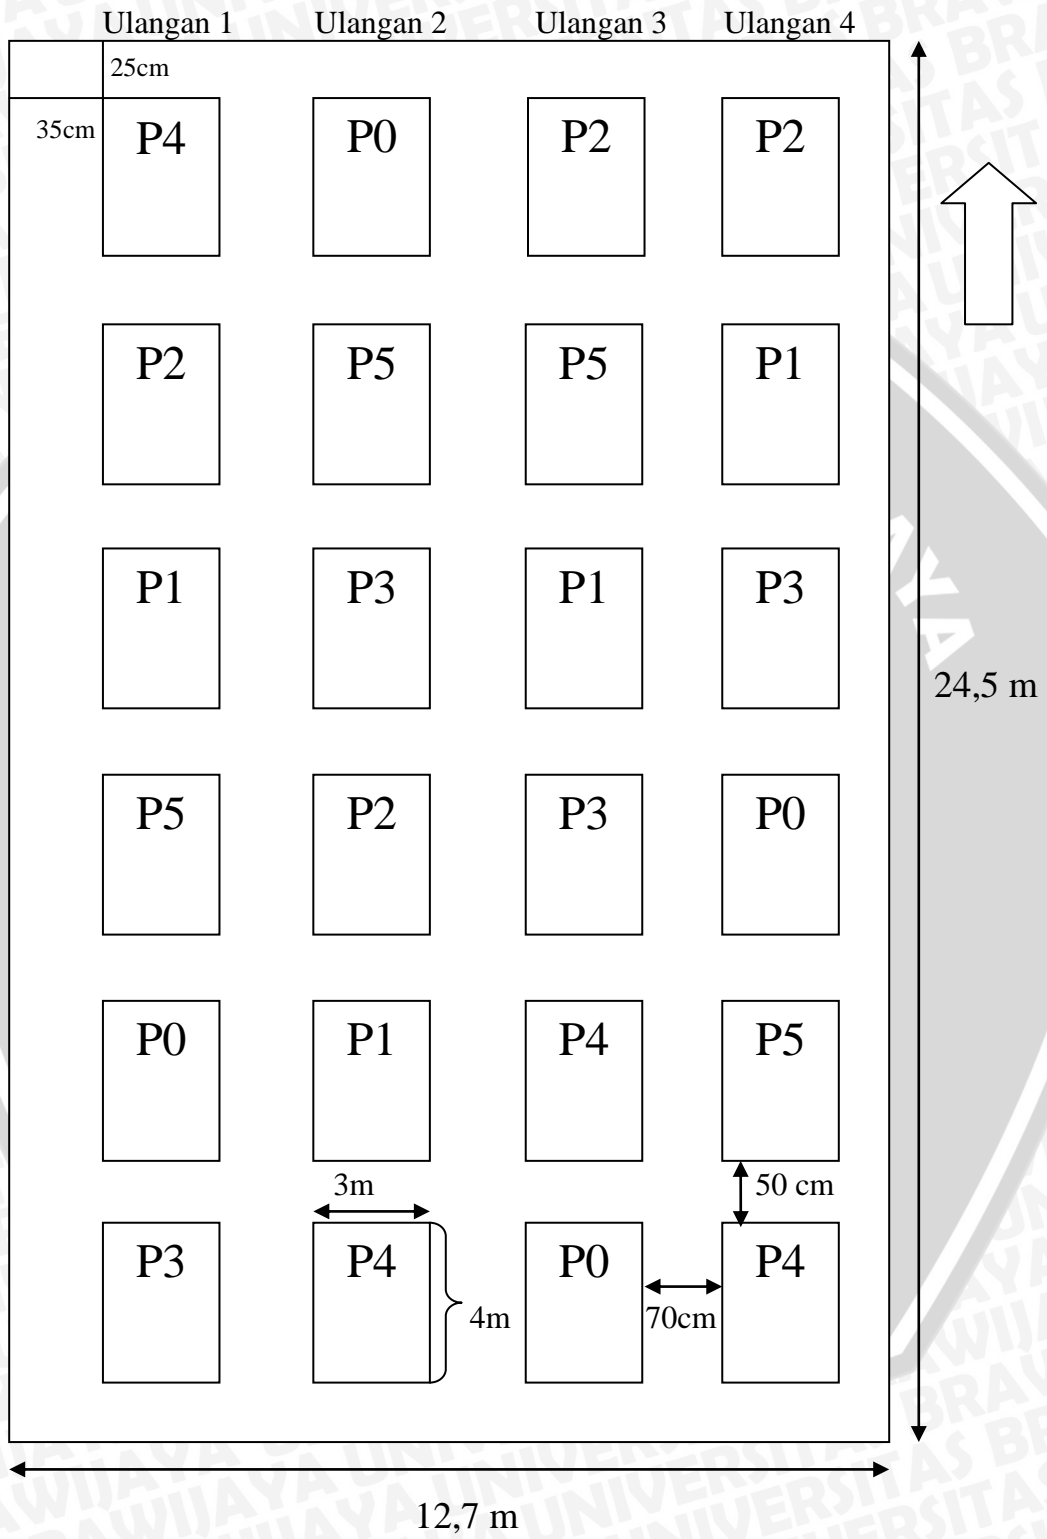 Ulangan 1 Ulangan 2 Ulangan 3 Ulangan 4
25cm
35cm
P4 P0 P2 P2
P2 P5 P5 P1
P1 P3 P1 P3
24,5 m
P5 P2 P3 P0
P0 P1 P4 P5
3m 50 cm
P3 P4 P0 P4
4m 70cm
12,7 m